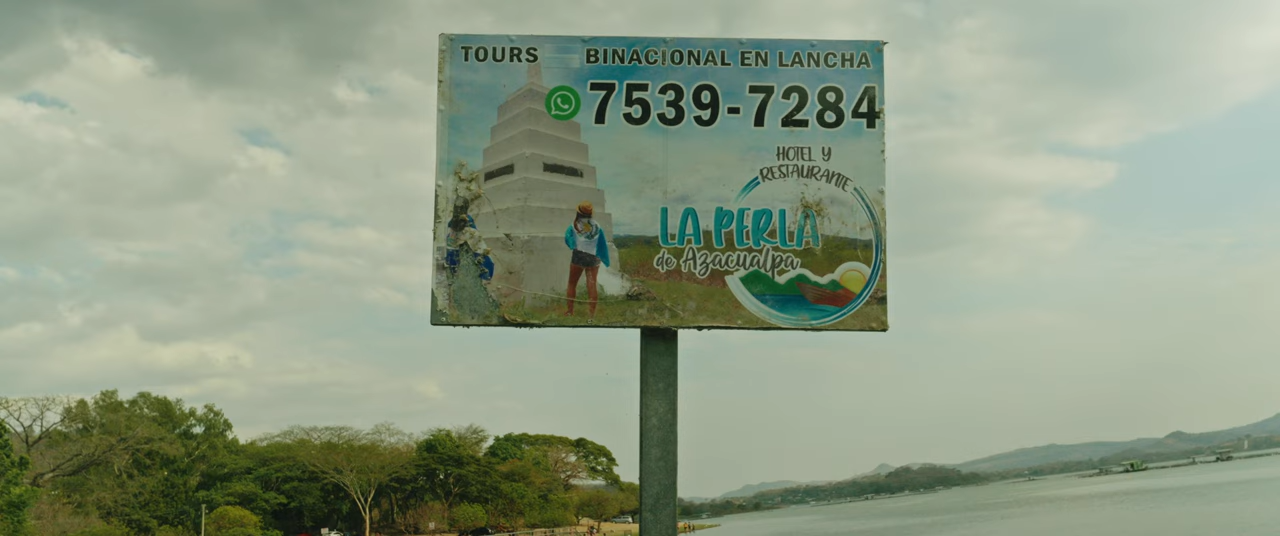 TOURS BINACIONAL EN LANCHA
7539-7284
HOTEL Y
RESTAURANTE
LA PERLA
de Azacualpa